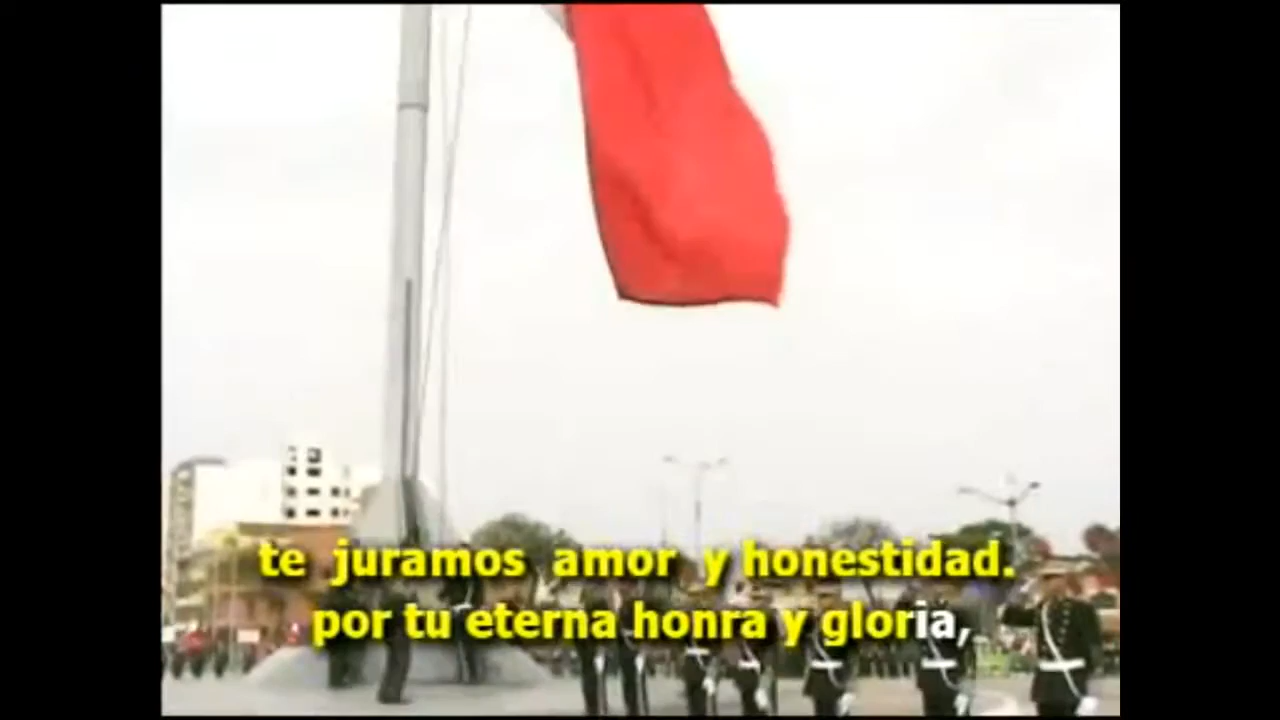 te juramos amor y honestidad.
por tu eterna honra y gloria,